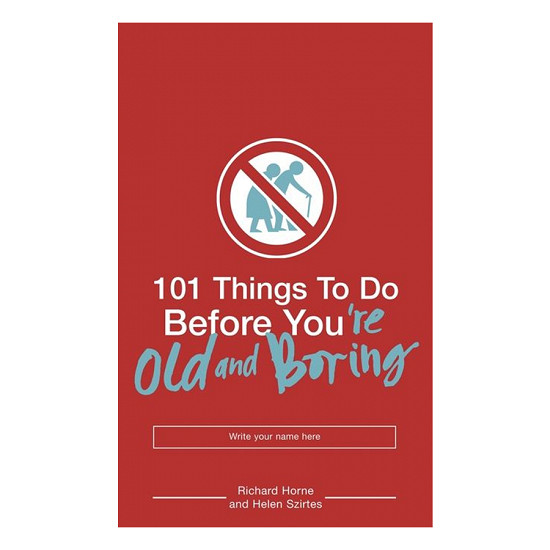 101 Things To Do
Before You're
Old and Boring
Write your name here
Richard Horne
and Helen Szirtes